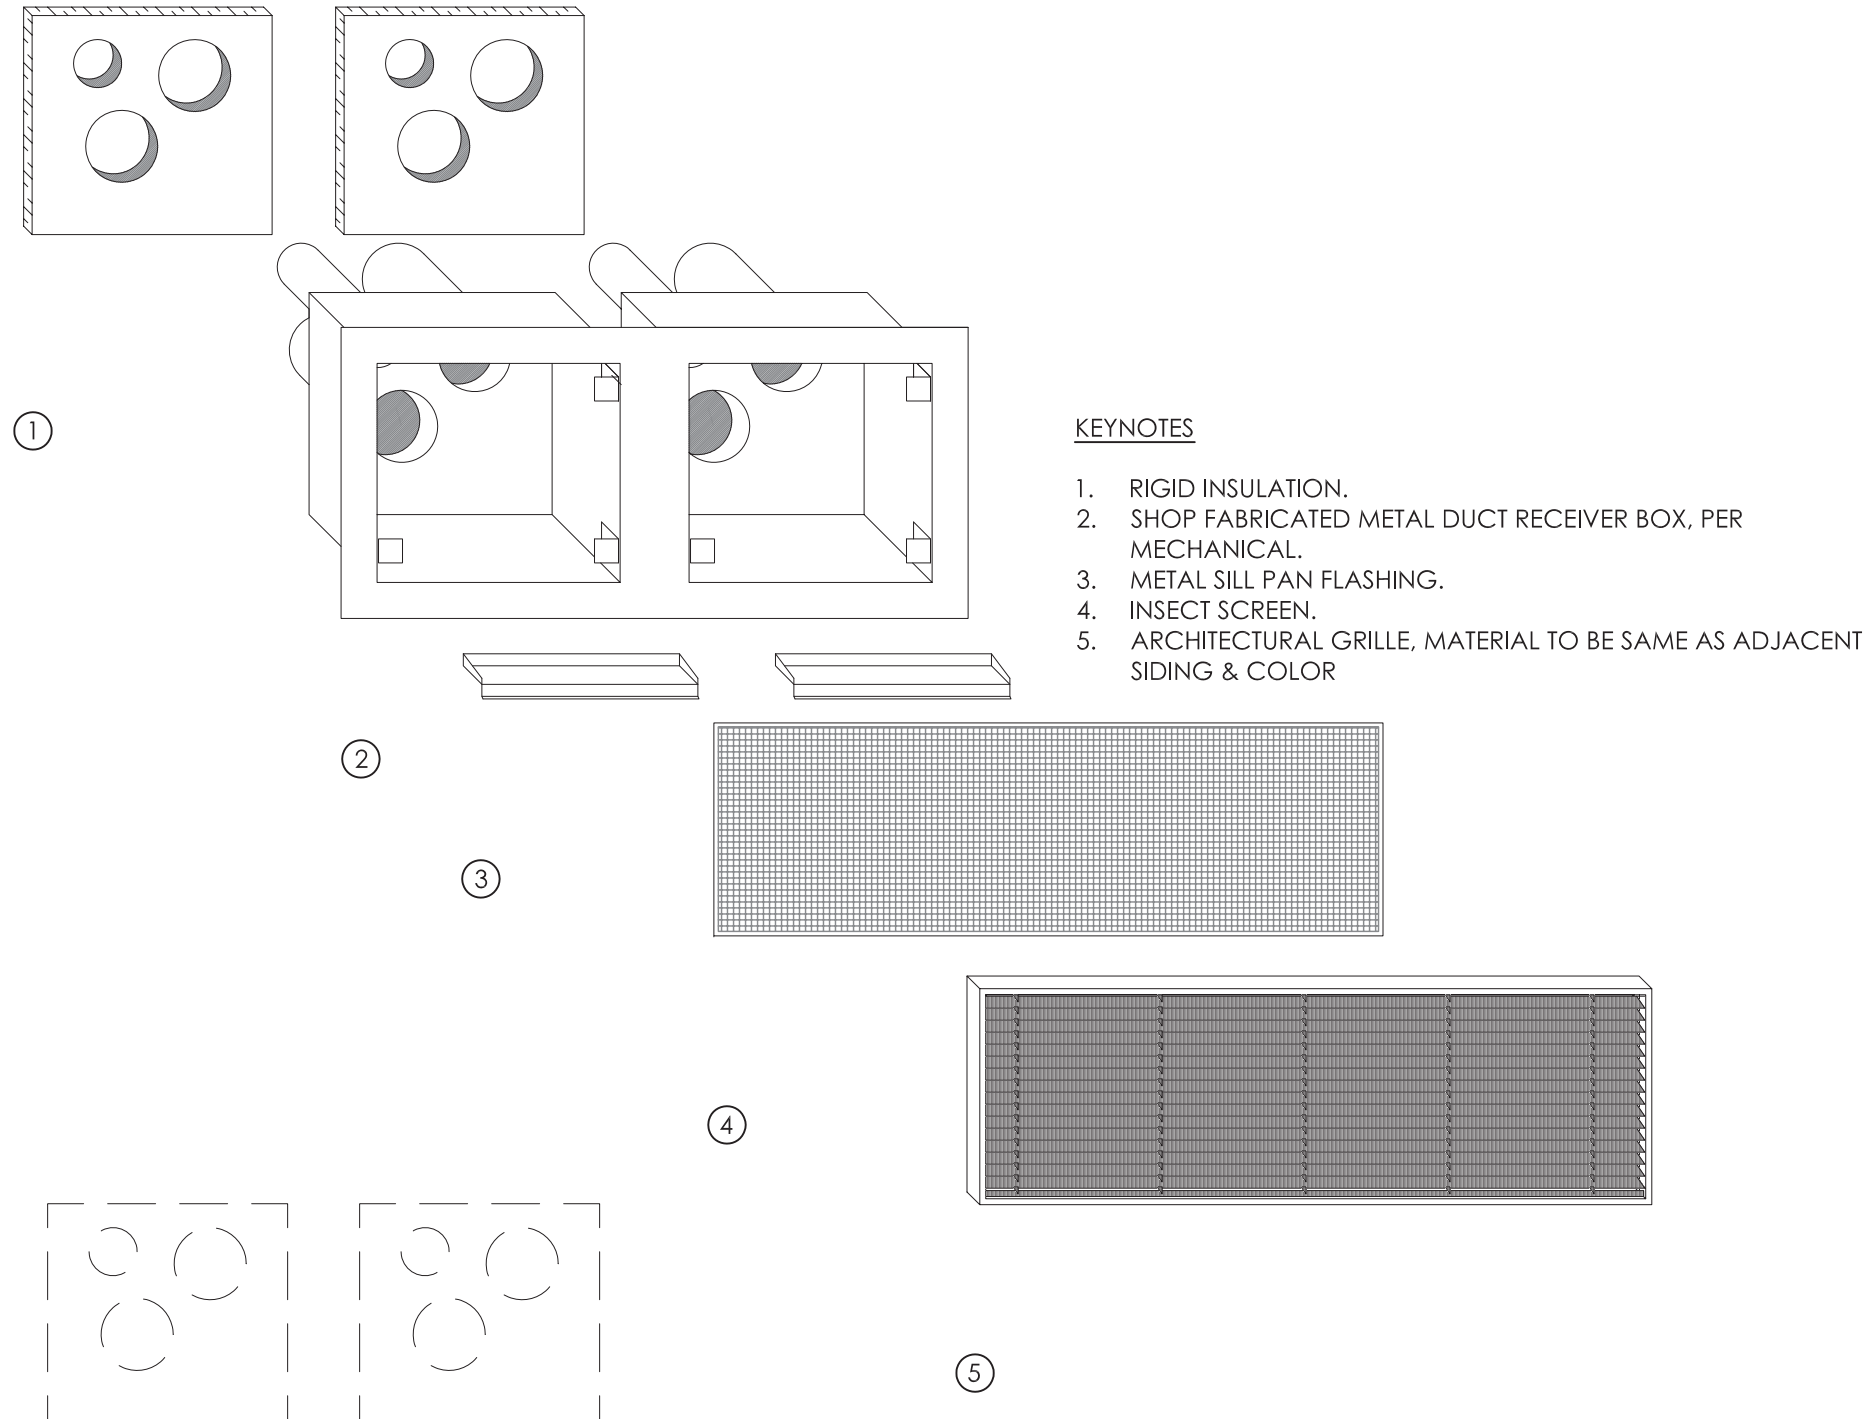 1
KEYNOTES
1. RIGID INSULATION.
2. SHOP FABRICATED METAL DUCT RECEIVER BOX, PER
MECHANICAL.
3. METAL SILL PAN FLASHING.
4. INSECT SCREEN.
5. ARCHITECTURAL GRILLE, MATERIAL TO BE SAME AS ADJACENT
SIDING & COLOR
2
3
4
5